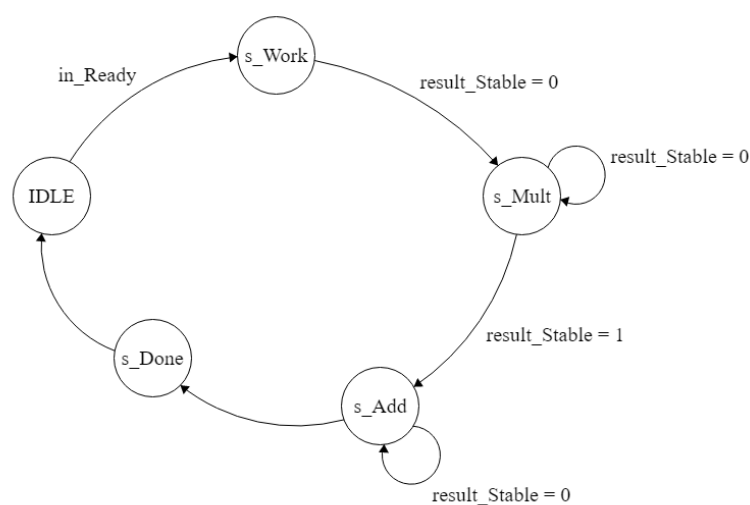 s_Work
in_Ready
result_Stable = 0
result_Stable = 0
IDLE
s_Mult
result_Stable = 1
s_Done
s_Add
result_Stable = 0